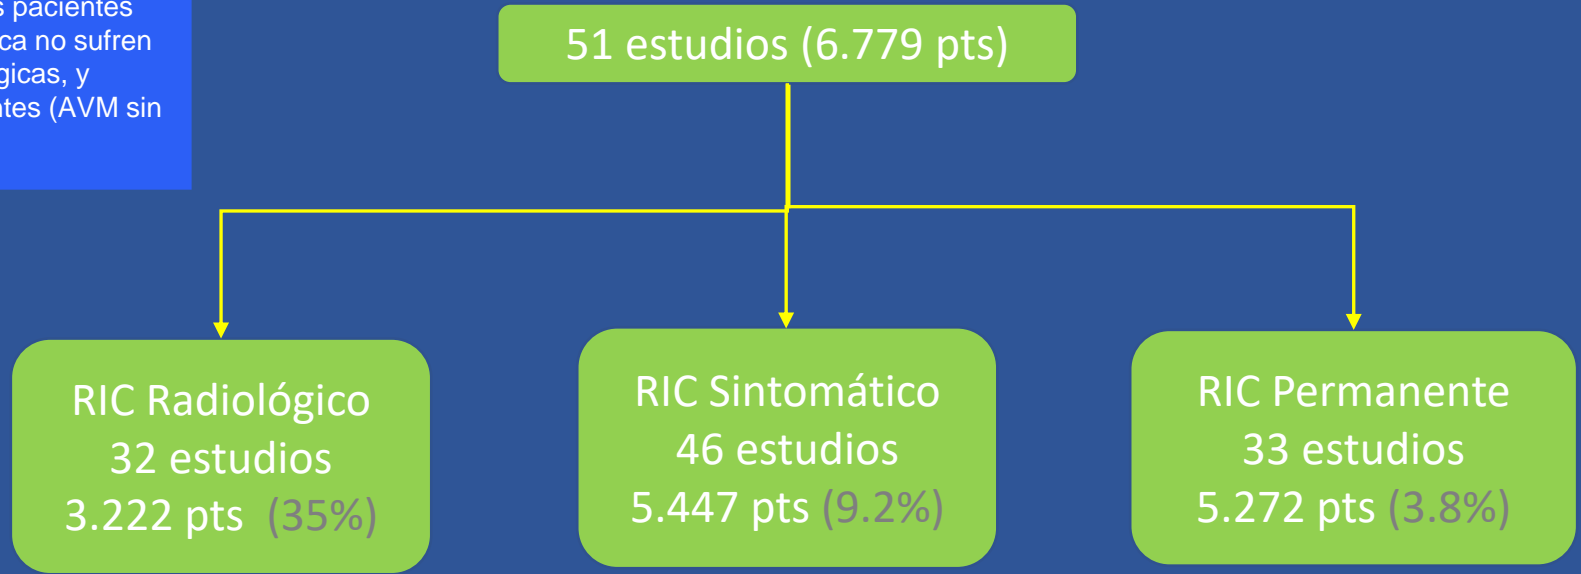 s pacientes
ca no sufren
gicas, y
ntes (AVM sin
51 estudios (6.779 pts)
RIC Radiológico
32 estudios
3.222 pts (35%)
RIC Sintomático
46 estudios
5.447 pts (9.2%)
RIC Permanente
33 estudios
5.272 pts (3.8%)